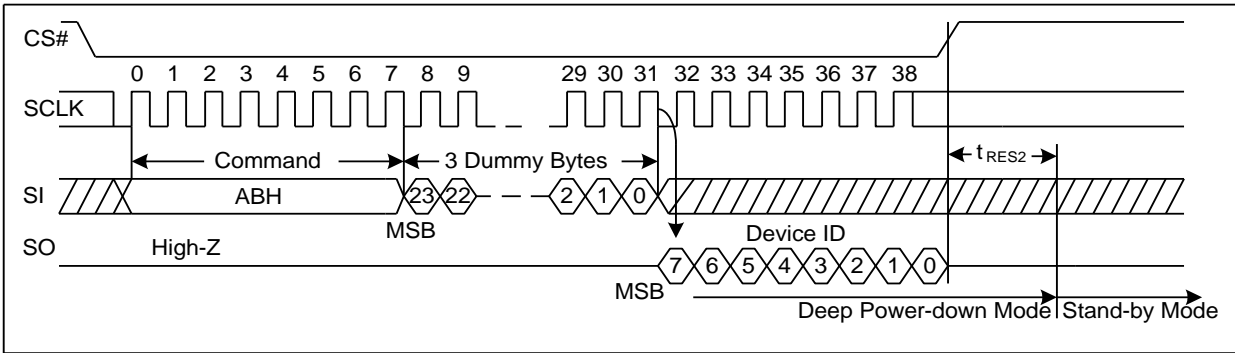 CS#
0 1 2 3 4 5 6 7 8 9 29 30 31 32 33 34 35 36 37 38
SCLK
Command 3 Dummy Bytes tRES2
SI ABH 23 22 2 1 0
MSB
SO High-Z Device ID
7 6 5 4 3 2 1 0
MSB
Deep Power-down Mode Stand-by Mode